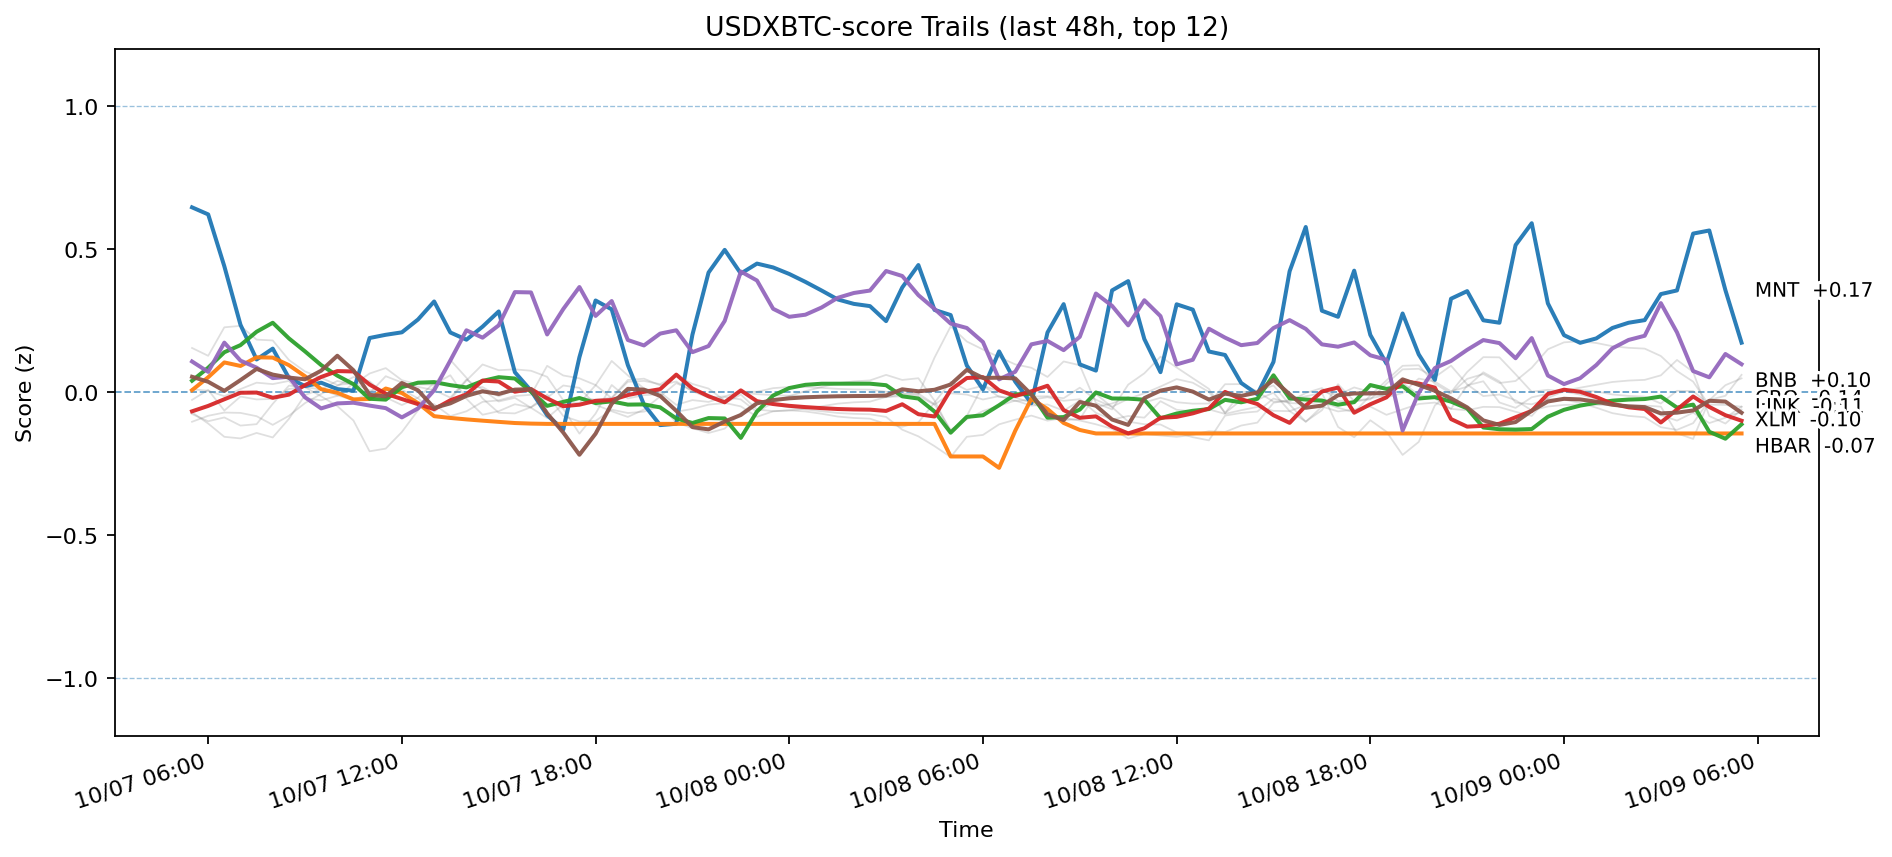 USDXBTC-score Trails (last 48h, top 12)
Score (z)
1.0
0.5
0.0
−0.5
−1.0
MNT +0.17
BNB +0.10
-0.11
XLM -0.10
HBAR -0.07
10/07 06:00
10/07 12:00
10/07 18:00
10/08 00:00
10/08 06:00
10/08 12:00
10/08 18:00
10/09 00:00
10/09 06:00
Time